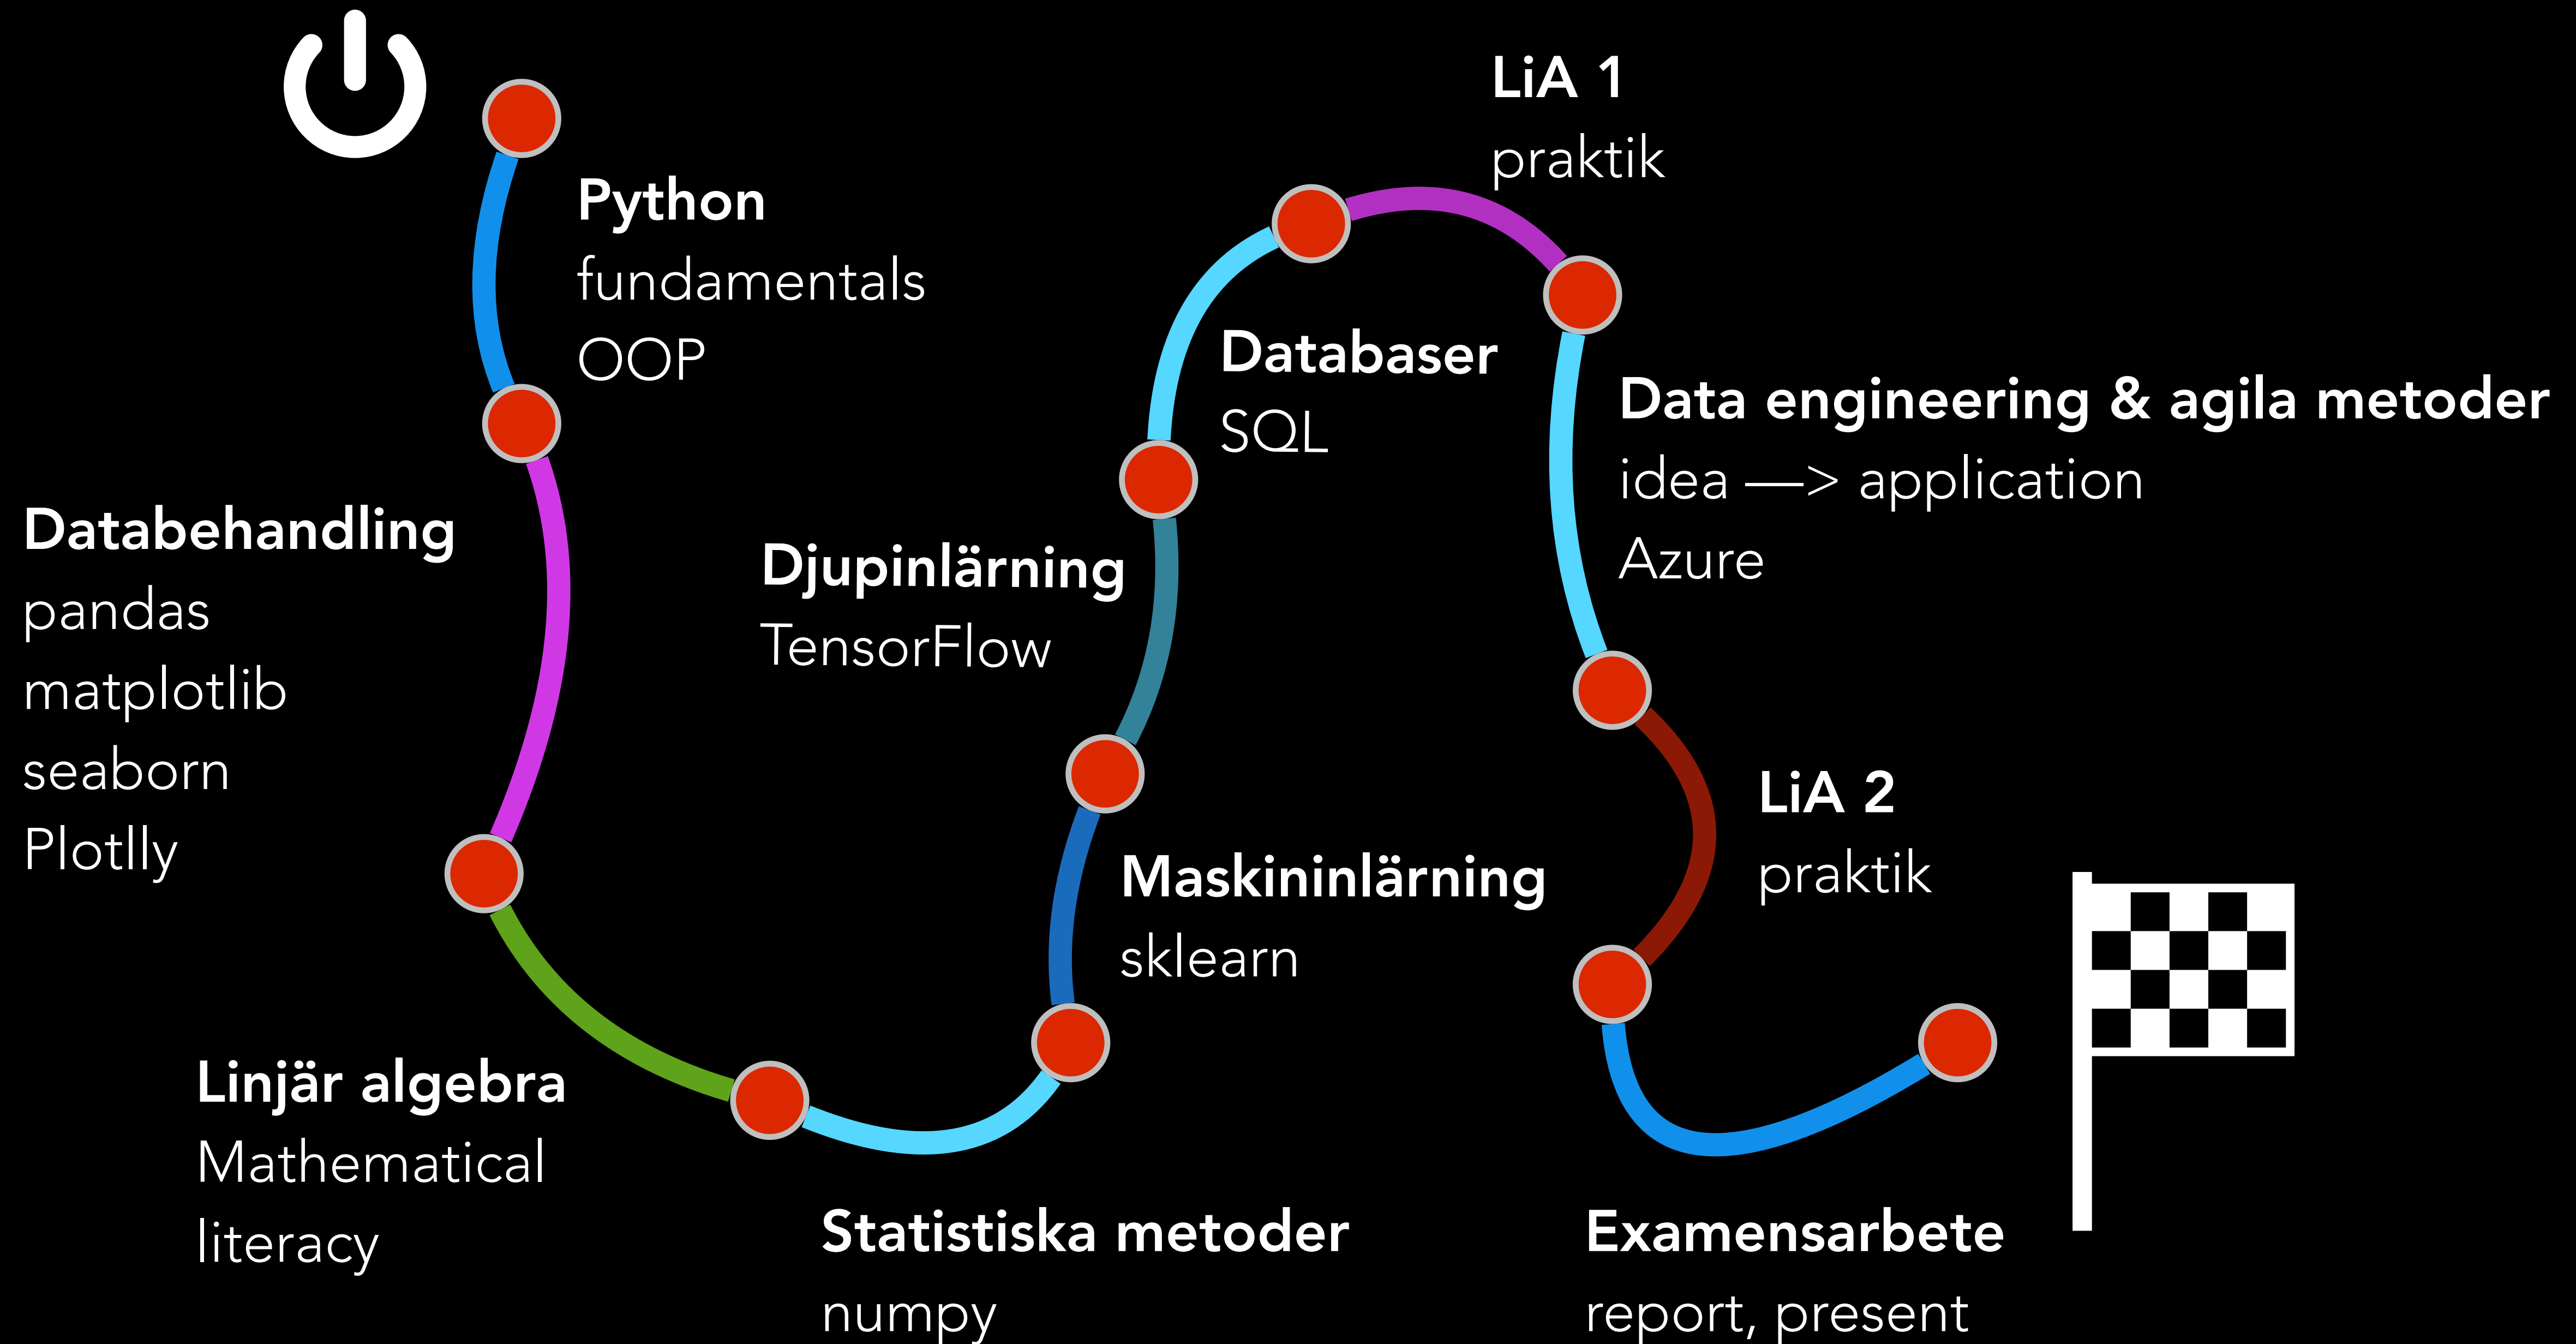 Python
fundamentals
OOP
Databehandling
pandas
matplotlib
seaborn
Plotlly
Linjär algebra
Mathematical
literacy
Statistiska metoder
numpy
Maskininlärning
sklearn
Djupinlärning
TensorFlow
Databaser
SQL
LiA 1
praktik
Data engineering & agila metoder
idea —> application
Azure
LiA 2
praktik
Examensarbete
report, present